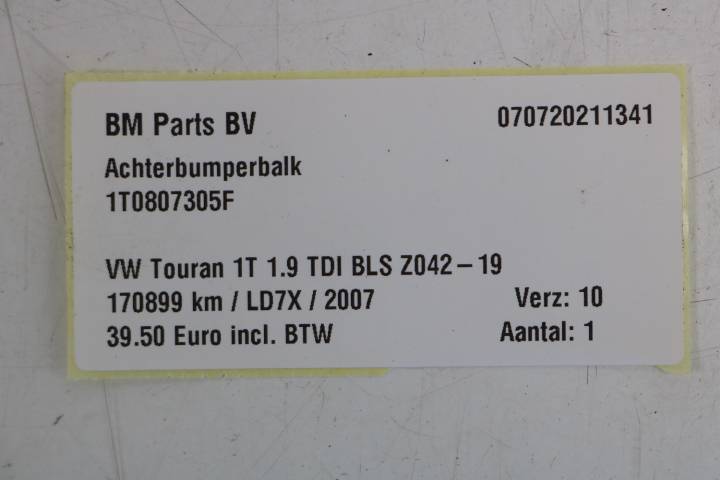 BM Parts BV 070720211341
Achterbumperbalk
1T0807305F
VW Touran 1T 1.9 TDI BLS Z042 – 19
170899 km / LD7X / 2007 Verz: 10
39.50 Euro incl. BTW Aantal: 1